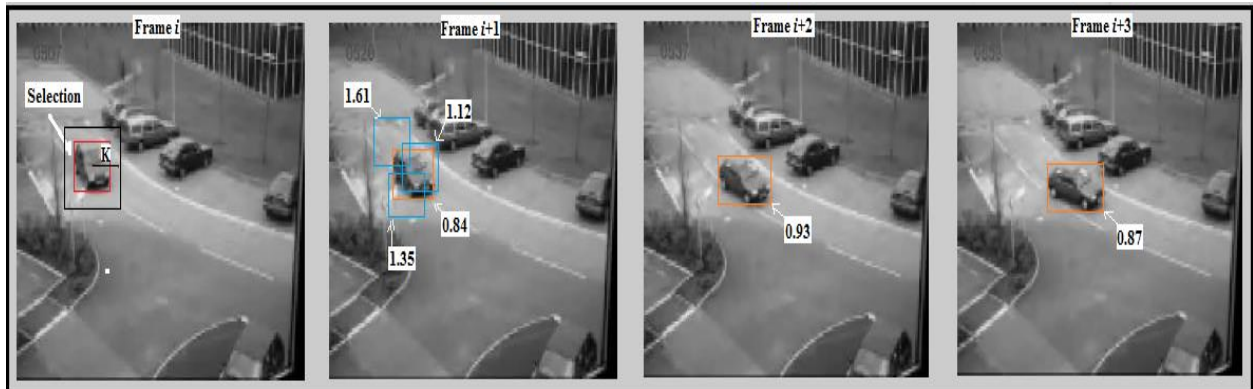 Frame i
Selection
K
Frame i+1
1.61
1.12
0.84
1.35
Frame i+2
0.93
Frame i+3
0.87